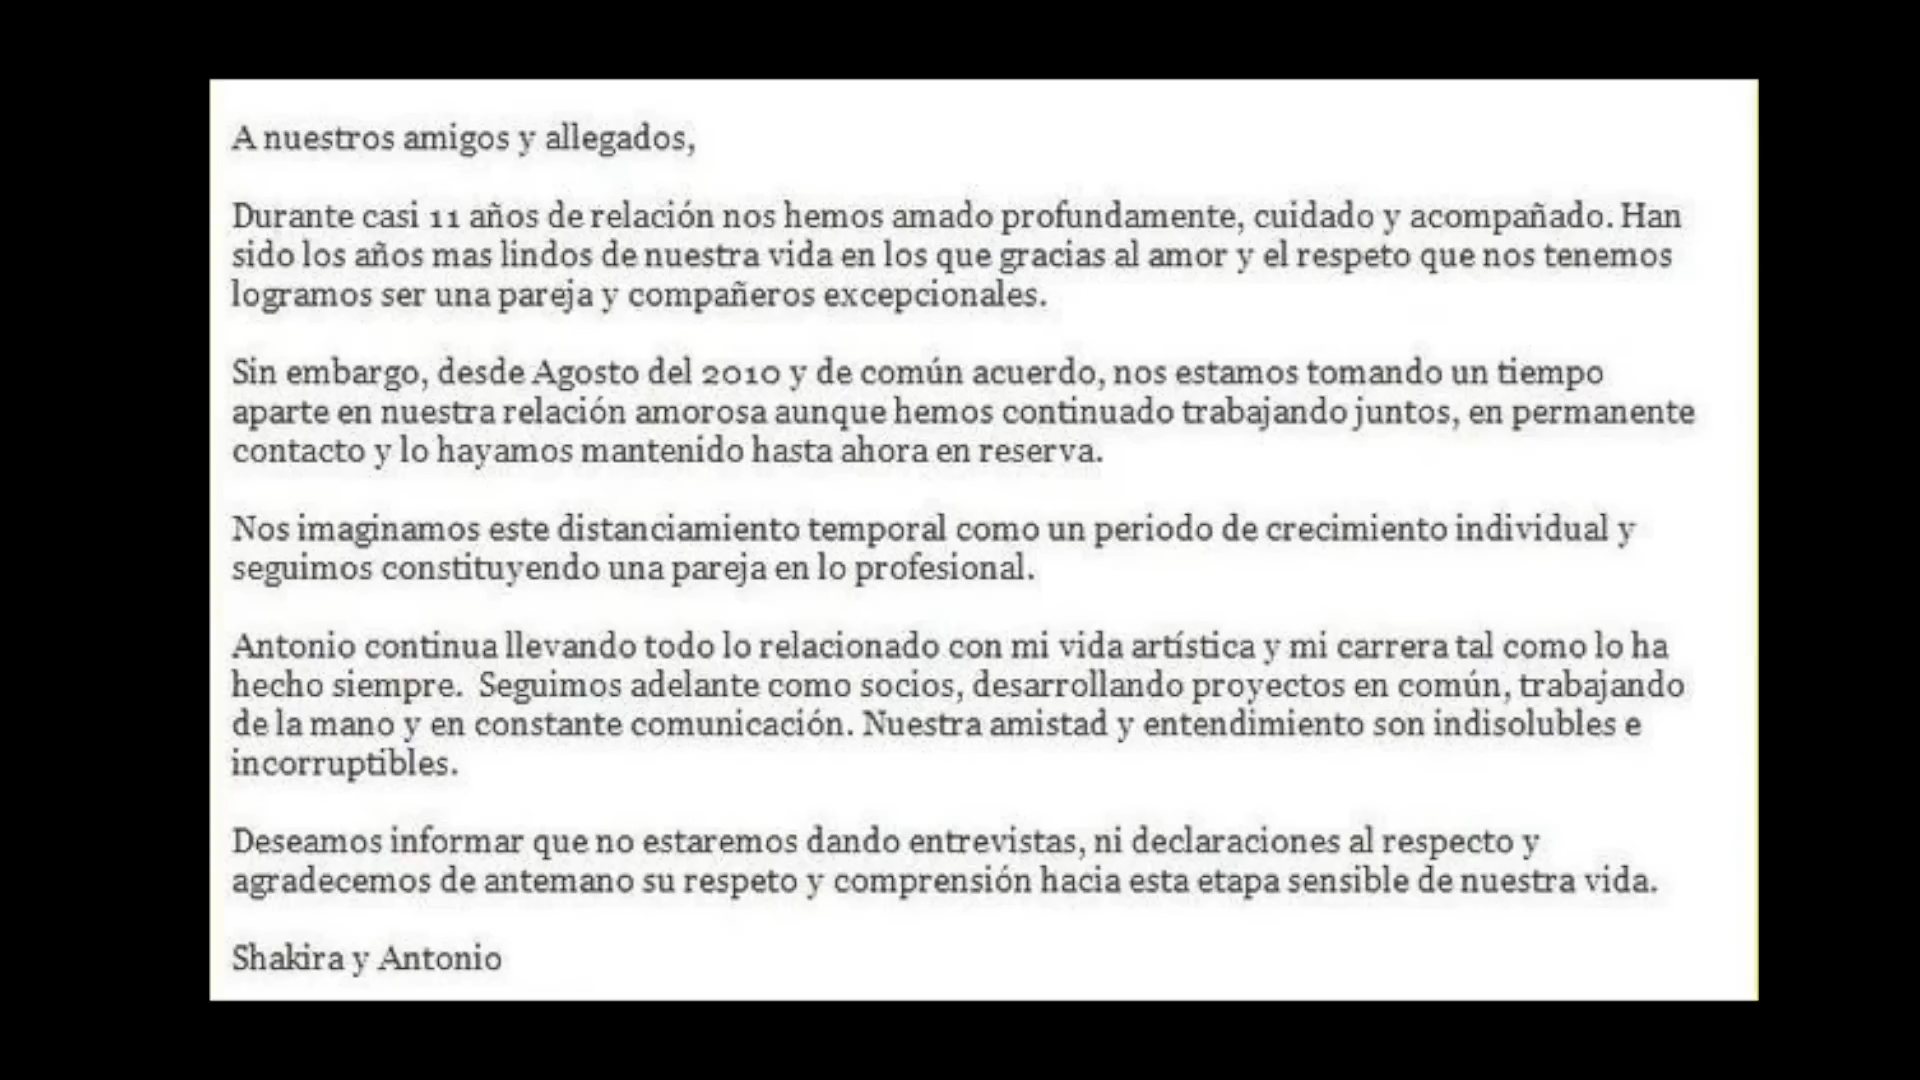 A nuestros amigos y allegados,
Durante casi 11 años de relación nos hemos amado profundamente, cuidado y acompañado. Han
sido los años mas lindos de nuestra vida en los que gracias al amor y el respeto que nos tenemos
logramos ser una pareja y compañeros excepcionales.
Sin embargo, desde Agosto del 2010 y de común acuerdo, nos estamos tomando un tiempo
aparte en nuestra relación amorosa aunque hemos continuado trabajando juntos, en permanente
contacto y lo hayamos mantenido hasta ahora en reserva.
Nos imaginamos este distanciamiento temporal como un periodo de crecimiento individual y
seguimos constituyendo una pareja en lo profesional.
Antonio continua llevando todo lo relacionado con mi vida artística y mi carrera tal como lo ha
hecho siempre. Seguimos adelante como socios, desarrollando proyectos en común, trabajando
de la mano y en constante comunicación. Nuestra amistad y entendimiento son indisolubles e
incorruptibles.
Deseamos informar que no estaremos dando entrevistas, ni declaraciones al respecto y
agradecemos de antemano su respeto y comprensión hacia esta etapa sensible de nuestra vida.
Shakira y Antonio